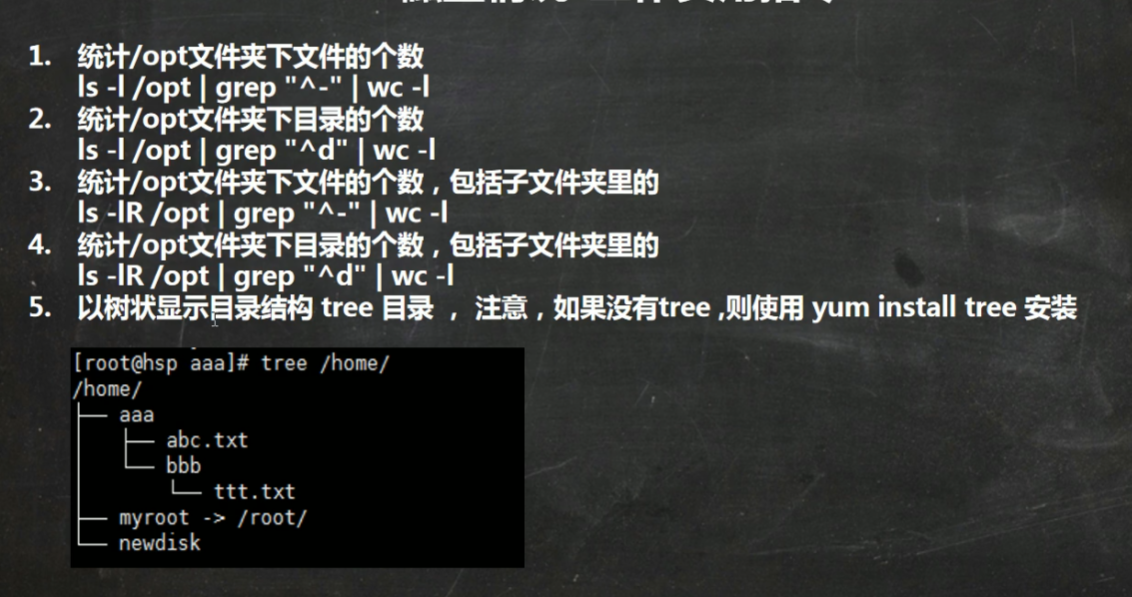 1. 统计/opt文件夹下文件的个数
ls -l /opt | grep "^-" | wc -l
2. 统计/opt文件夹下目录的个数
ls -l /opt | grep "^d" | wc -l
3. 统计/opt文件夹下文件的个数，包括子文件夹里的
ls -lR /opt | grep "^-" | wc -l
4. 统计/opt文件夹下目录的个数，包括子文件夹里的
ls -lR /opt | grep "^d" | wc -l
5. 以树状显示目录结构 tree 目录 ， 注意，如果没有tree ,则使用 yum install tree 安装
[root@hsp aaa]# tree /home/
/home/
├── aaa
│   ├── abc.txt
│   └── bbb
│       └── ttt.txt
├── myroot -> /root/
└── newdisk